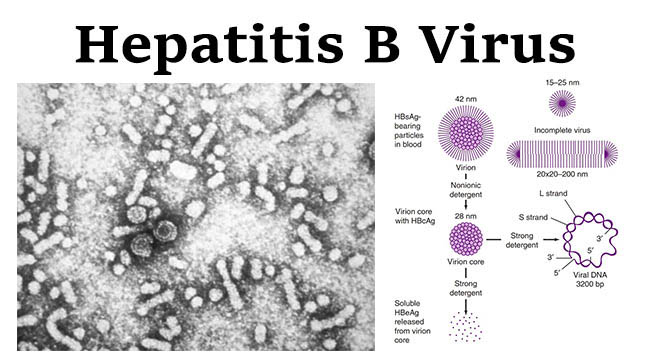 Hepatitis B Virus
15–25 nm
42 nm
HBsAg-
bearing
particles
in blood
Incomplete virus
20x20–200 nm
Virion
Nonionic
detergent
L strand
S strand
Virion core
with HBcAg
28 nm
Strong
detergent
3′
5′
3′
5′
Virion core
Viral DNA
3200 bp
Strong
detergent
Soluble
HBeAg
released
from virion
core